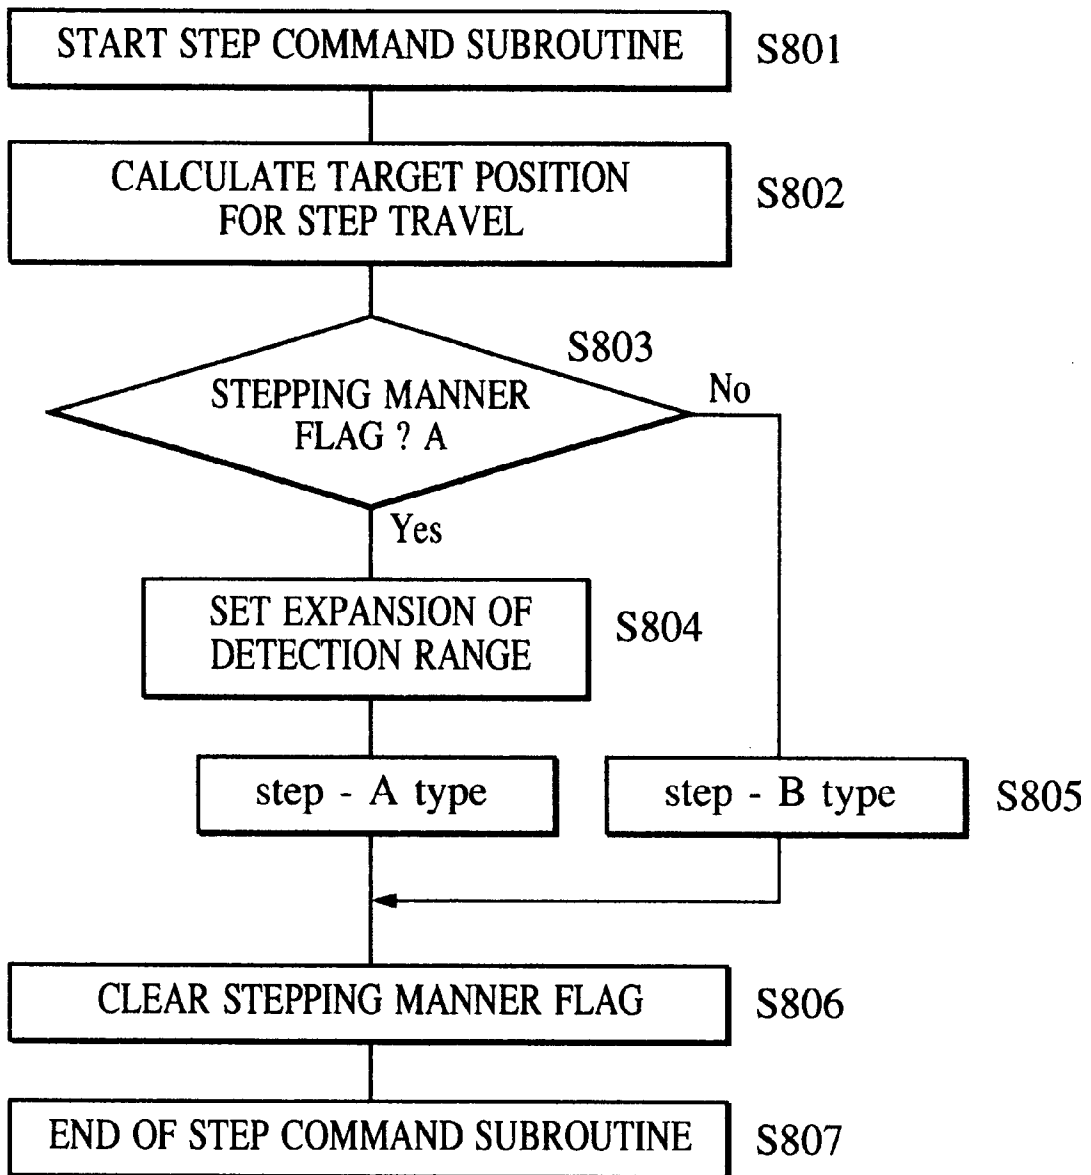 START STEP COMMAND SUBROUTINE
S801
CALCULATE TARGET POSITION
FOR STEP TRAVEL
S802
S803
STEPPING MANNER
FLAG ? A
No
Yes
SET EXPANSION OF
DETECTION RANGE
S804
step - A type
step - B type
S805
CLEAR STEPPING MANNER FLAG
S806
END OF STEP COMMAND SUBROUTINE
S807